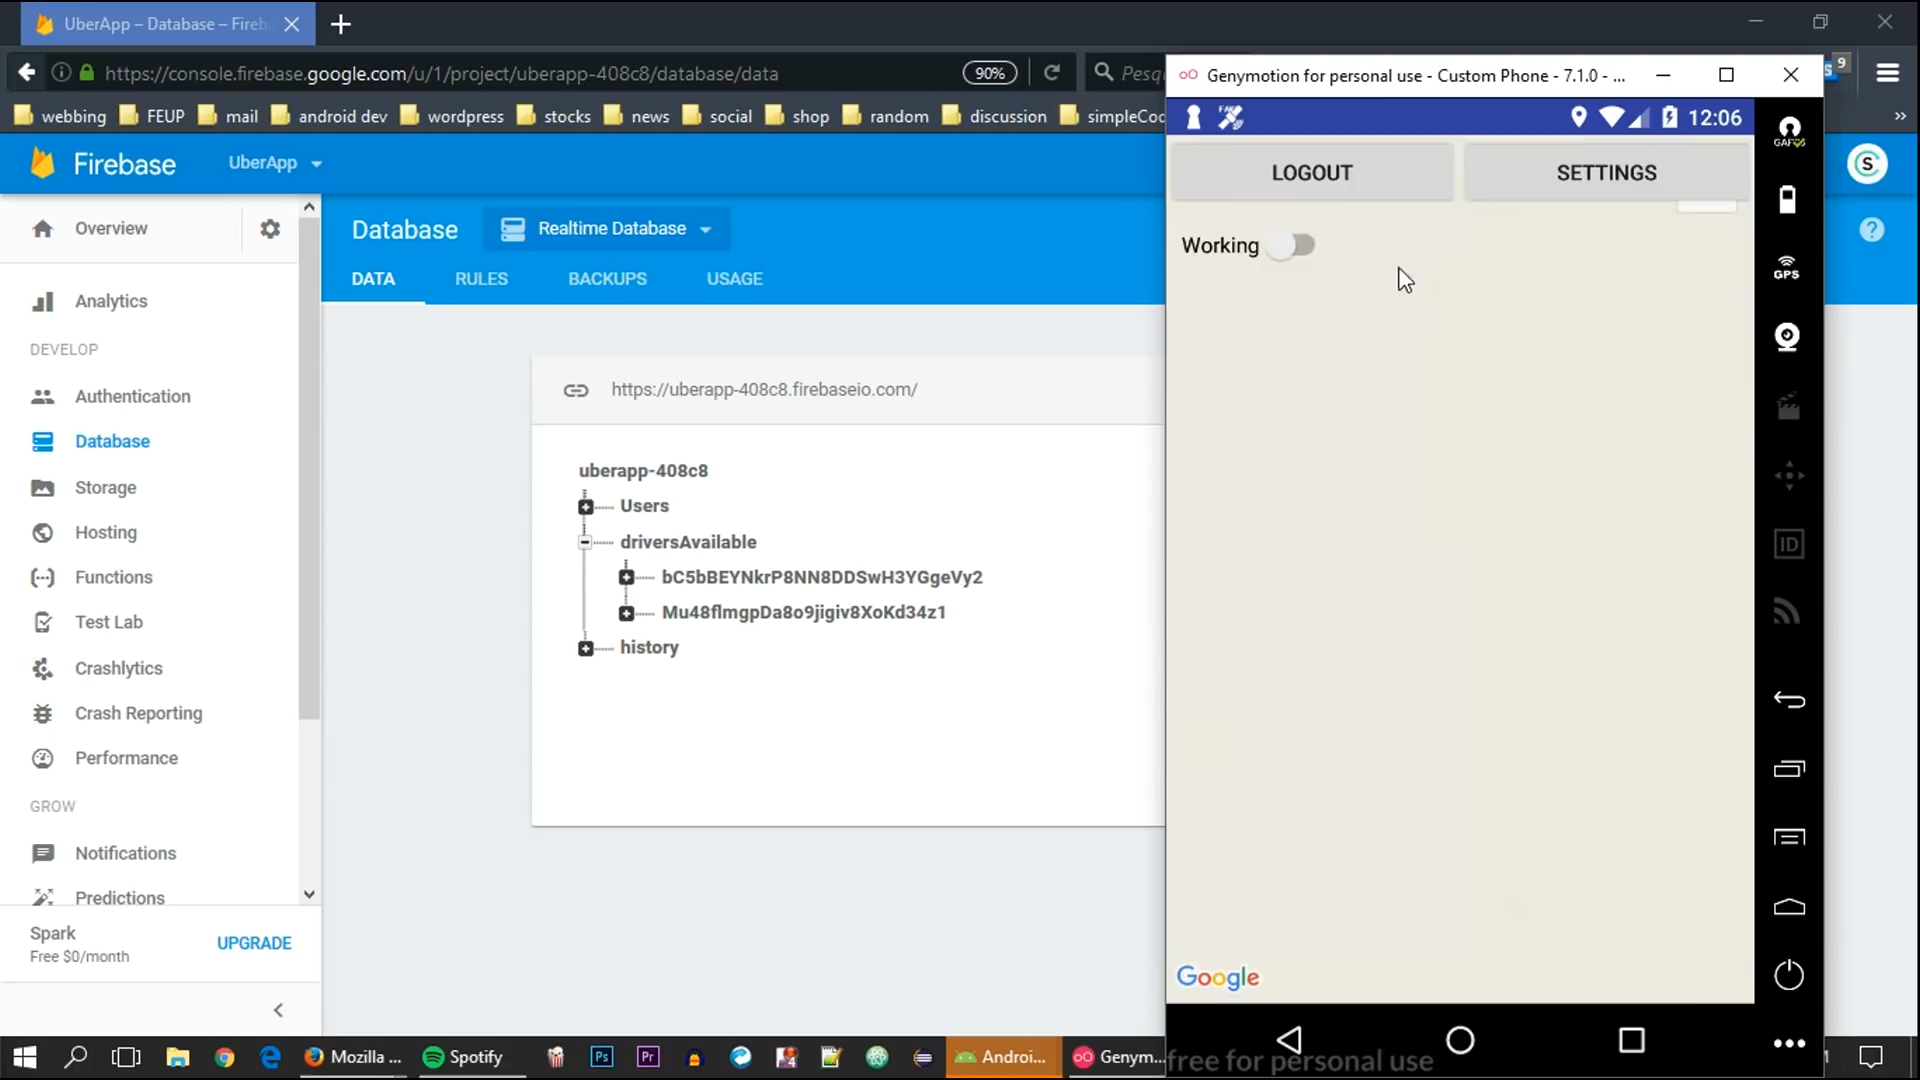 UberApp – Database – Fireb
https://console.firebase.google.com/u/1/project/uberapp-408c8/database/data
90%
Pesq
webbing
FEUP
mail
android dev
wordpress
stocks
news
social
shop
random
discussion
simpleCod
»
Genymotion for personal use - Custom Phone - 7.1.0 - ...
9
Firebase
UberApp
12:06
LOGOUT
SETTINGS
Working
Google
GPS
ID
free for personal use
S
Overview
Analytics
DEVELOP
Authentication
Database
Storage
Hosting
Functions
Test Lab
Crashlytics
Crash Reporting
Performance
GROW
Notifications
Predictions
Spark
Free $0/month
UPGRADE
Database
Realtime Database
DATA
RULES
BACKUPS
USAGE
https://uberapp-408c8.firebaseio.com/
uberapp-408c8
Users
driversAvailable
bC5bBEYNkrP8NN8DDSwH3YGgeVy2
Mu48flmgpDa8o9jigiv8XoKd34z1
history
Mozilla ...
Spotify
Ps
Pr
Androi...
Genym...